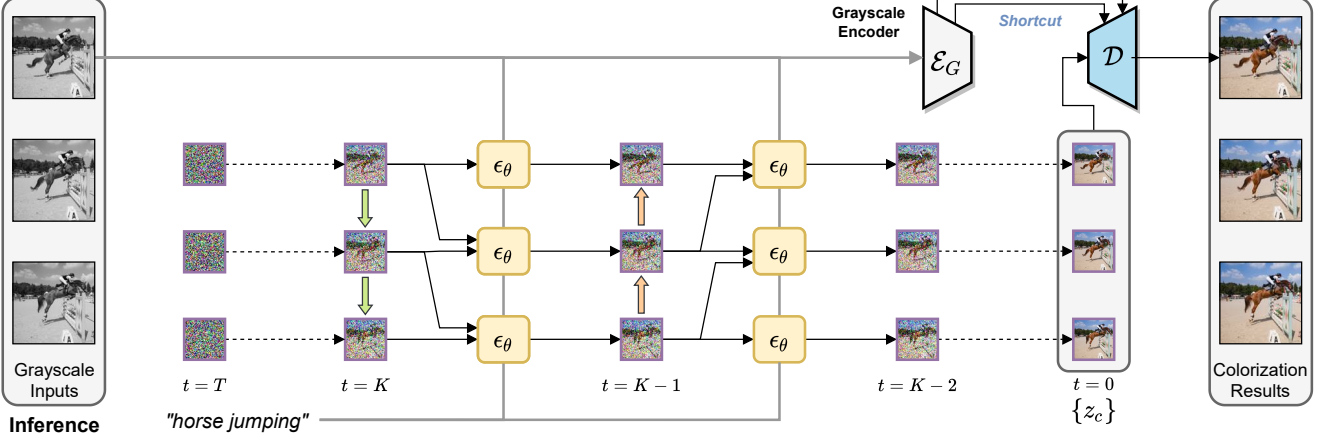 Grayscale
Encoder
Shortcut
ℰ_G
𝒟
ϵ_θ
ϵ_θ
ϵ_θ
ϵ_θ
ϵ_θ
ϵ_θ
Grayscale
Inputs
t = T
t = K
t = K − 1
t = K − 2
t = 0
{z_c}
Colorization
Results
Inference
"horse jumping"